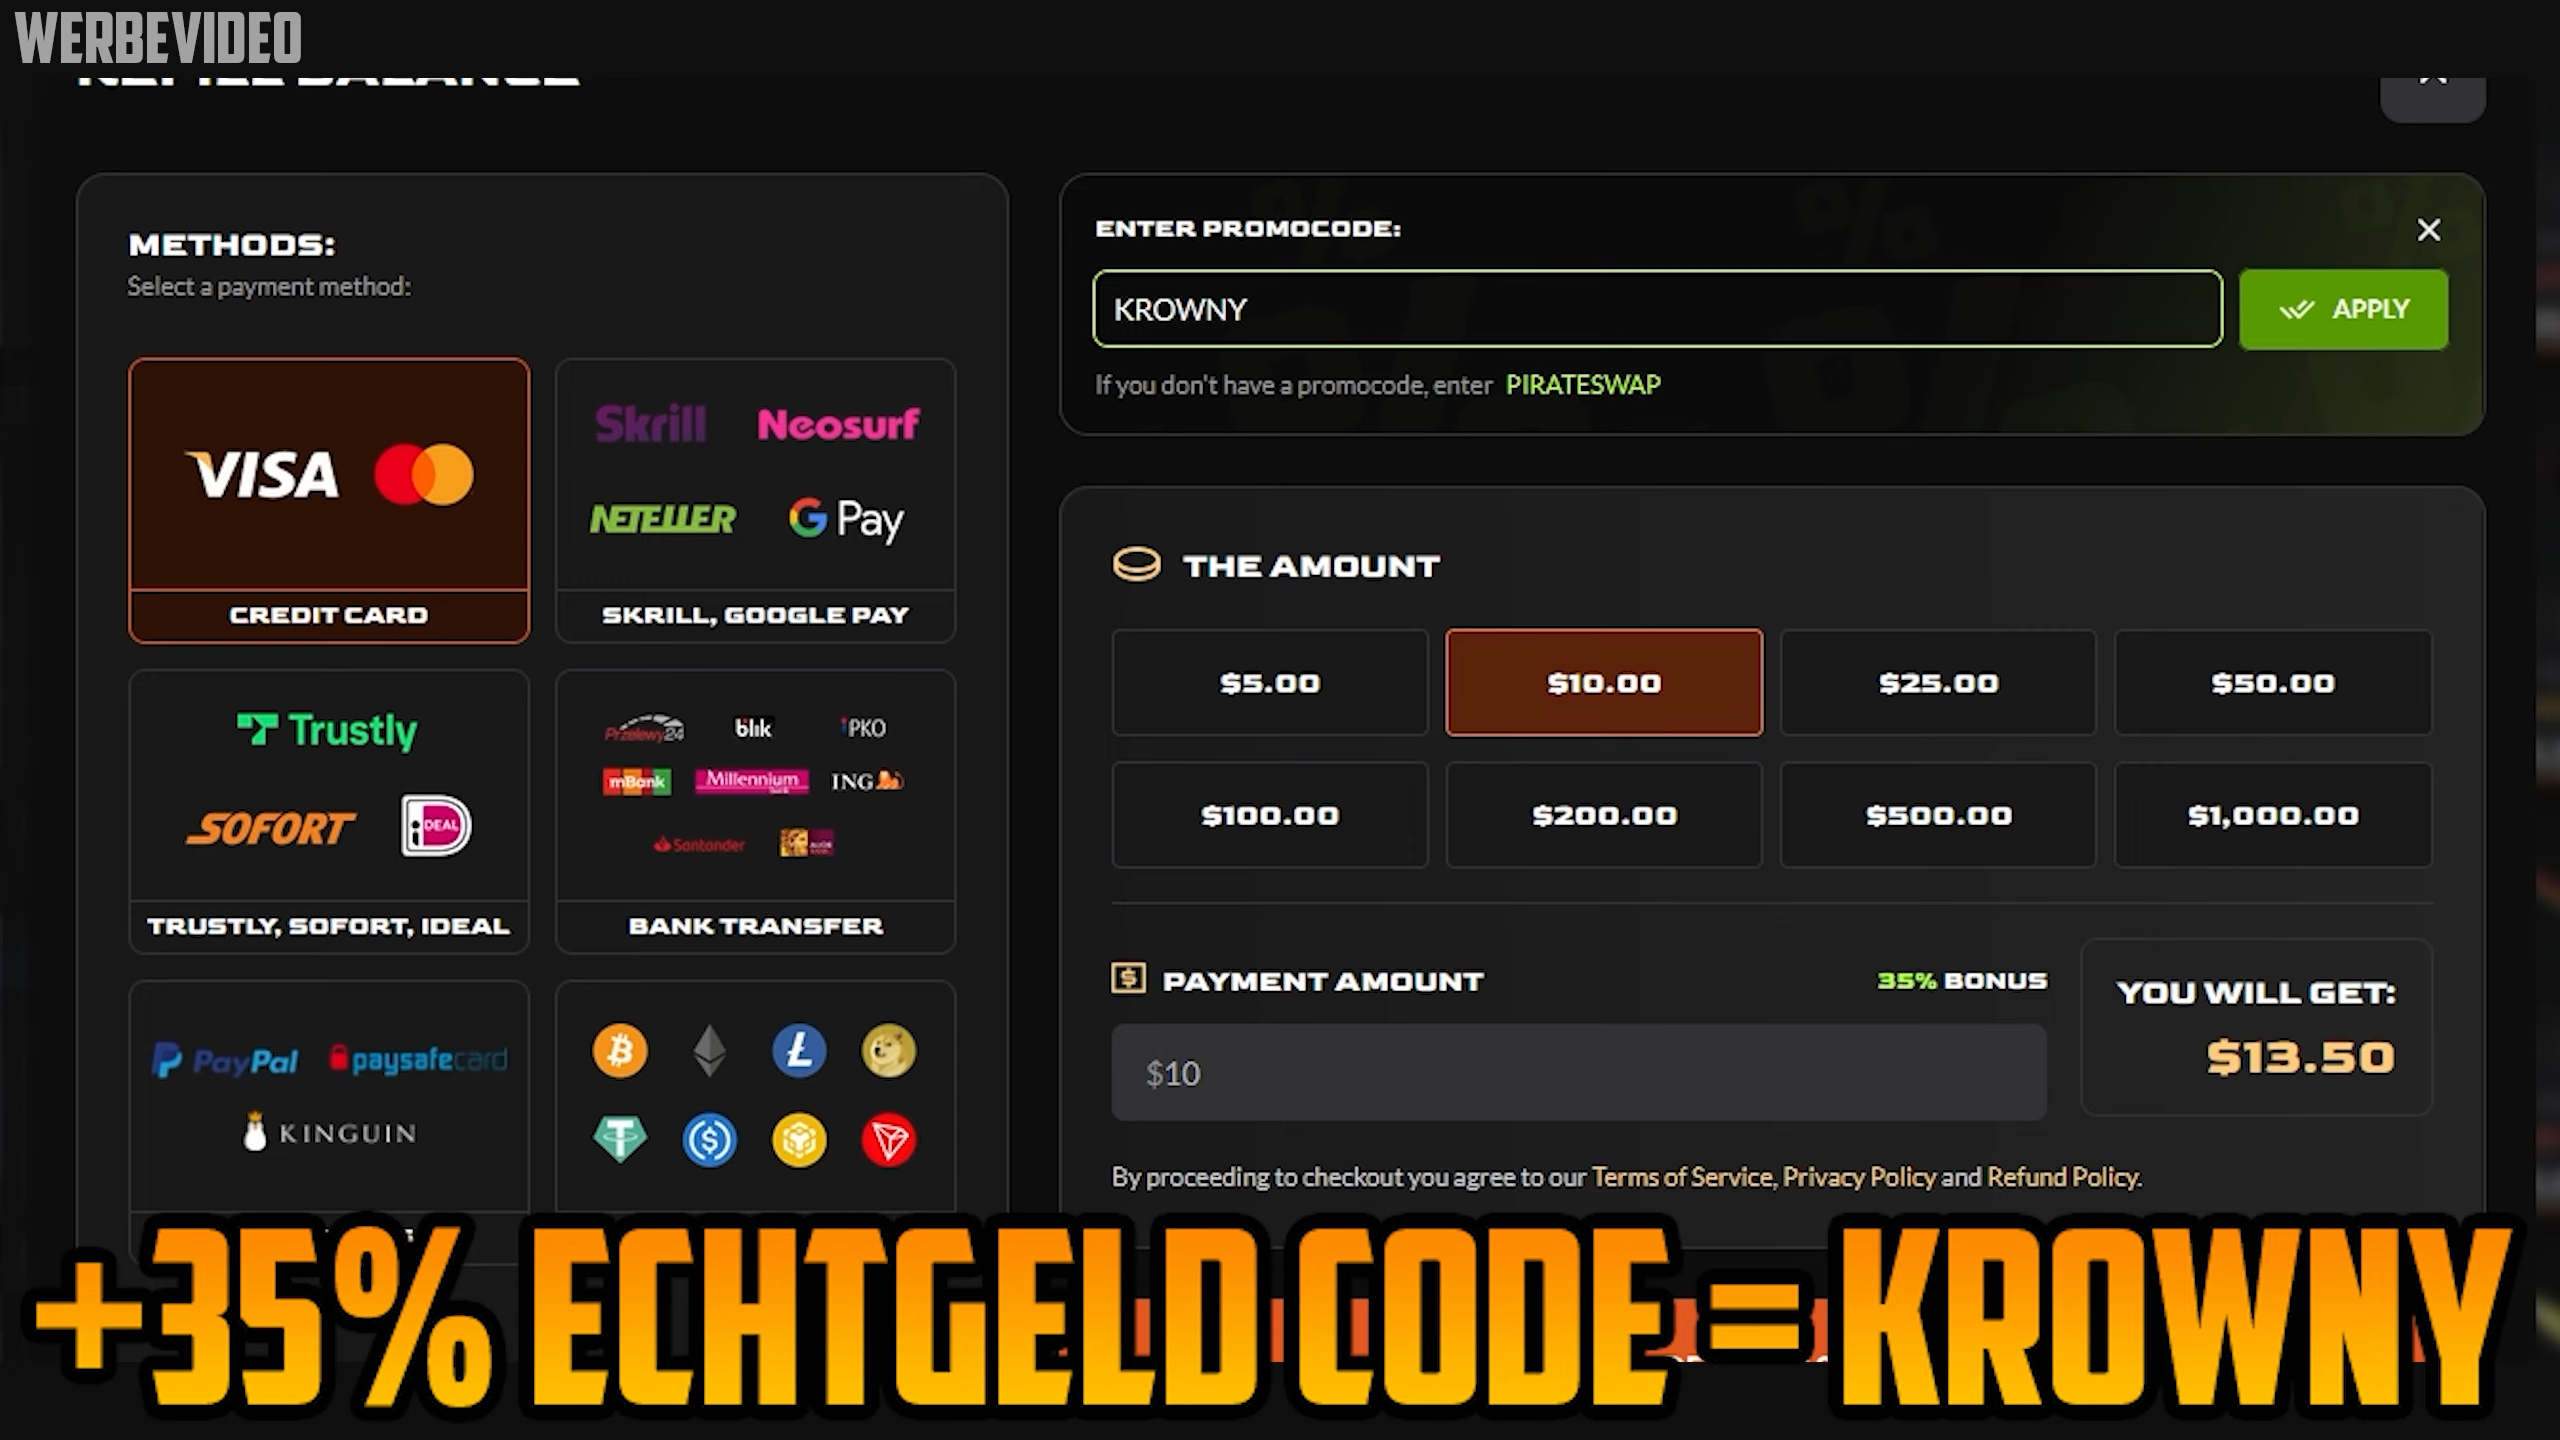 WERBEVIDEO
REFILL BALANCE
METHODS:
Select a payment method:
VISA
CREDIT CARD
Skrill Neosurf
NETELLER G Pay
SKRILL, GOOGLE PAY
Trustly
SOFORT iDEAL
TRUSTLY, SOFORT, IDEAL
Przelewy24 blik iPKO
mBank Millennium ING
Santander
BANK TRANSFER
PayPal paysafecard
KINGUIN
ENTER PROMOCODE:
KROWNY
APPLY
If you don't have a promocode, enter PIRATESWAP
THE AMOUNT
$5.00 $10.00 $25.00 $50.00
$100.00 $200.00 $500.00 $1,000.00
PAYMENT AMOUNT 35% BONUS
$10
YOU WILL GET:
$13.50
By proceeding to checkout you agree to our Terms of Service, Privacy Policy and Refund Policy.
+35% ECHTGELD CODE = KROWNY